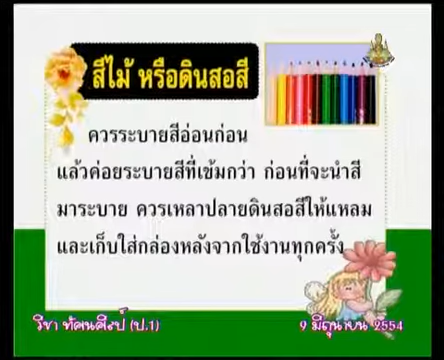 สีไม้ หรือดินสอสี
ควรระบายสีอ่อนก่อน
แล้วค่อยระบายสีที่เข้มกว่า ก่อนที่จะนำสี
มาระบาย ควรเหลาปลายดินสอสีให้แหลม
และเก็บใส่กล่องหลังจากใช้งานทุกครั้ง
วิชา ทัศนศิลป์ (ป.1)
9 มิถุนายน 2554